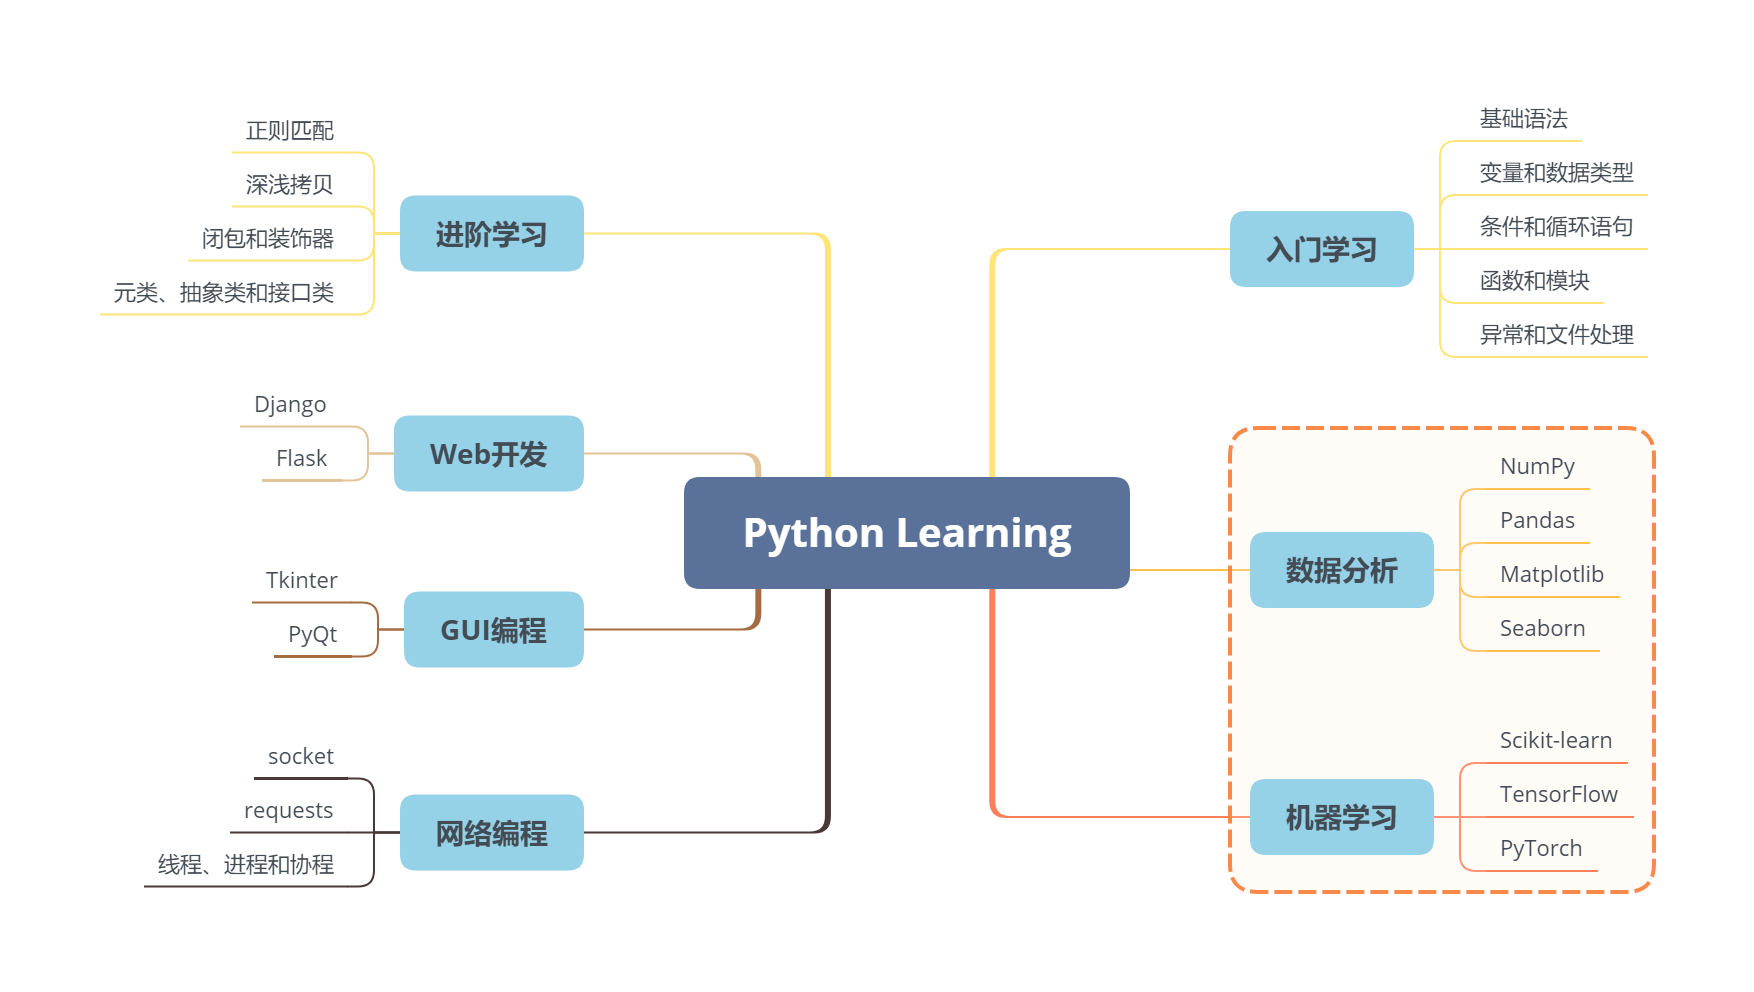 Python Learning
入门学习
基础语法
变量和数据类型
条件和循环语句
函数和模块
异常和文件处理
数据分析
NumPy
Pandas
Matplotlib
Seaborn
机器学习
Scikit-learn
TensorFlow
PyTorch
进阶学习
正则匹配
深浅拷贝
闭包和装饰器
元类、抽象类和接口类
Web开发
Django
Flask
GUI编程
Tkinter
PyQt
网络编程
socket
requests
线程、进程和协程